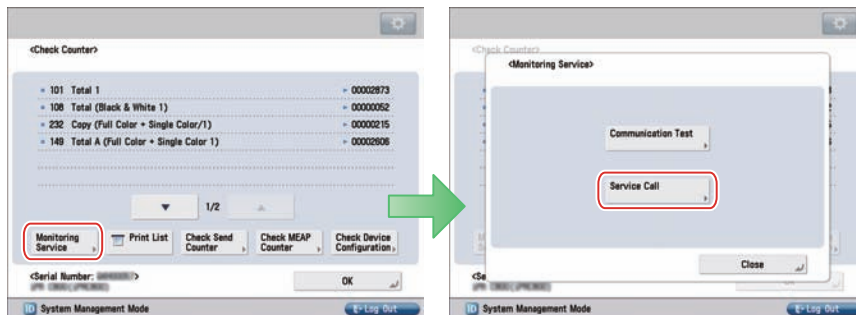 <Check Counter>
101 Total 1 00002873
108 Total (Black & White 1) 00000052
232 Copy (Full Color + Single Color/1) 00000215
149 Total A (Full Color + Single Color 1) 00002606
1/2
Monitoring Service
Print List
Check Send Counter
Check MEAP Counter
Check Device Configuration
<Serial Number: >
OK
ID System Management Mode
Log Out
<Check Counter>
<Monitoring Service>
Communication Test
Service Call
Close
<Se
ID System Management Mode
Log Out